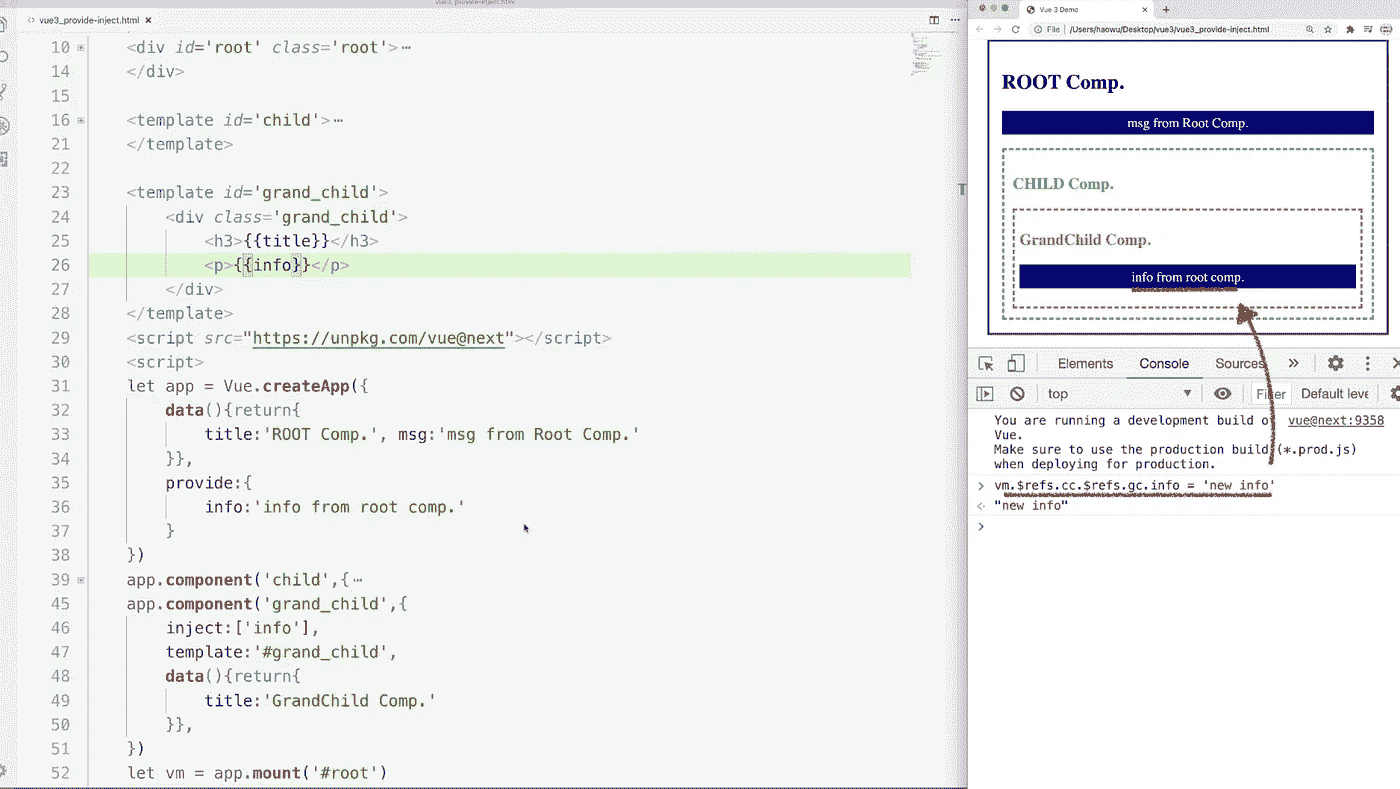 vue3_provide-inject.html
vue3_provide-inject.html
10 <div id='root' class='root'>⋯
14 </div>
15
16 <template id='child'>⋯
21 </template>
22
23 <template id='grand_child'>
24 <div class='grand_child'>
25 <h3>{{title}}</h3>
26 <p>{{info}}</p>
27 </div>
28 </template>
29 <script src="https://unpkg.com/vue@next"></script>
30 <script>
31 let app = Vue.createApp({
32 data(){return{
33 title:'ROOT Comp.', msg:'msg from Root Comp.'
34 }},
35 provide:{
36 info:'info from root comp.'
37 }
38 })
39 app.component('child',{⋯
45 app.component('grand_child',{
46 inject:['info'],
47 template:'#grand_child',
48 data(){return{
49 title:'GrandChild Comp.'
50 }},
51 })
52 let vm = app.mount('#root')
Vue 3 Demo
File | /Users/haowu/Desktop/vue3/vue3_provide-inject.html
ROOT Comp.
msg from Root Comp.
CHILD Comp.
GrandChild Comp.
info from root comp.
Elements Console Sources »
top Filter Default leve
You are running a development build of vue@next:9358
Vue.
Make sure to use the production build (*.prod.js)
when deploying for production.
> vm.$refs.cc.$refs.gc.info = 'new info'
"new info"
>